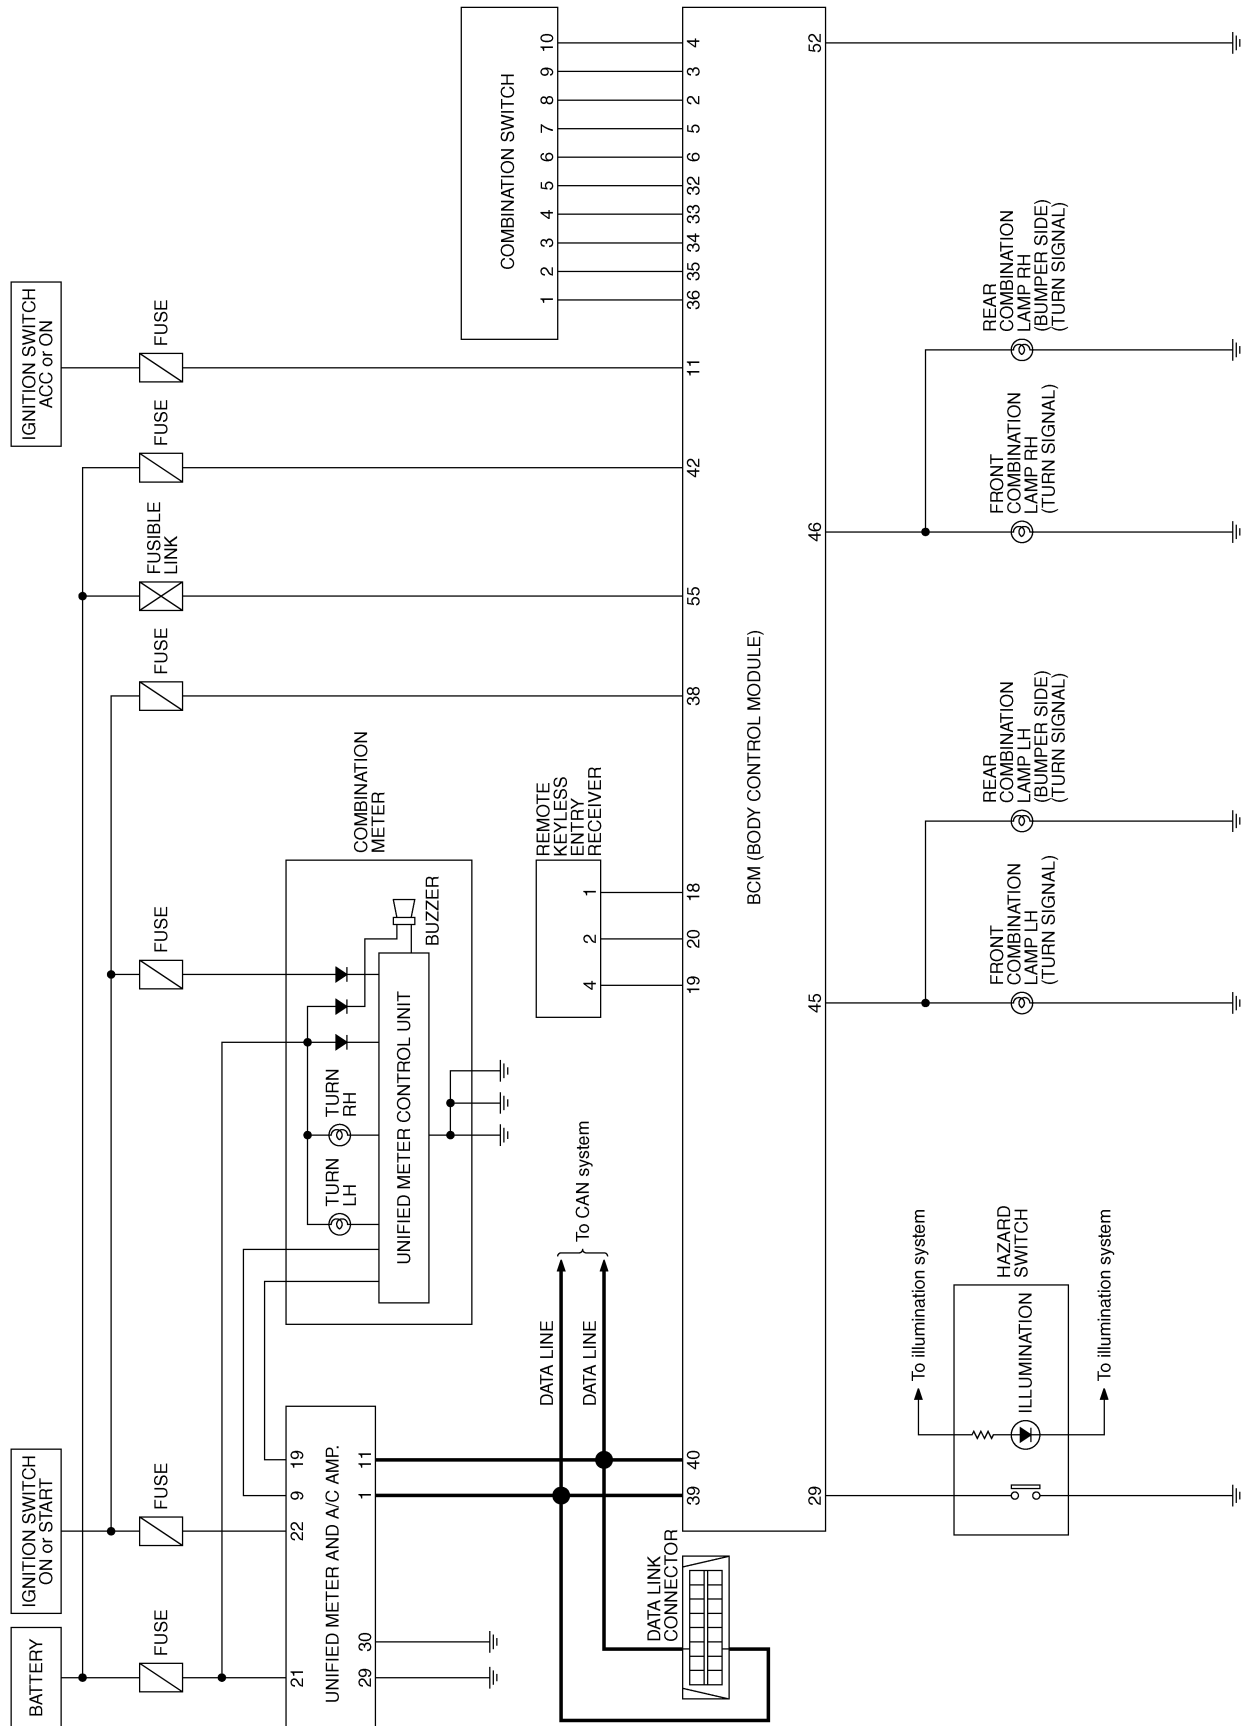 BATTERY
IGNITION SWITCH
ON or START
IGNITION SWITCH
ACC or ON
FUSE
FUSE
FUSE
FUSE
FUSIBLE
LINK
FUSE
FUSE
21
22
9
19
UNIFIED METER AND A/C AMP.
29
30
1
11
COMBINATION
METER
TURN
LH
TURN
RH
BUZZER
UNIFIED METER CONTROL UNIT
COMBINATION SWITCH
1
2
3
4
5
6
7
8
9
10
REMOTE
KEYLESS
ENTRY
RECEIVER
4
2
1
DATA LINE
DATA LINE
To CAN system
DATA LINK
CONNECTOR
39
40
19
20
18
38
55
42
11
36
35
34
33
32
6
5
2
3
4
BCM (BODY CONTROL MODULE)
29
45
46
52
To illumination system
HAZARD
SWITCH
ILLUMINATION
To illumination system
FRONT
COMBINATION
LAMP LH
(TURN SIGNAL)
REAR
COMBINATION
LAMP LH
(BUMPER SIDE)
(TURN SIGNAL)
FRONT
COMBINATION
LAMP RH
(TURN SIGNAL)
REAR
COMBINATION
LAMP RH
(BUMPER SIDE)
(TURN SIGNAL)